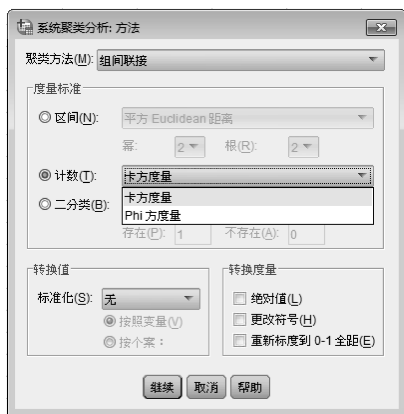 系统聚类分析: 方法
聚类方法(M): 组间联接
度量标准
区间(N): 平方 Euclidean 距离
幂: 2 根(R): 2
计数(T): 卡方度量
卡方度量
二分类(B): Phi 方度量
存在(P): 1 不存在(A): 0
转换值
标准化(S): 无
按照变量(V)
按个案：
转换度量
绝对值(L)
更改符号(H)
重新标度到 0-1 全距(E)
继续 取消 帮助